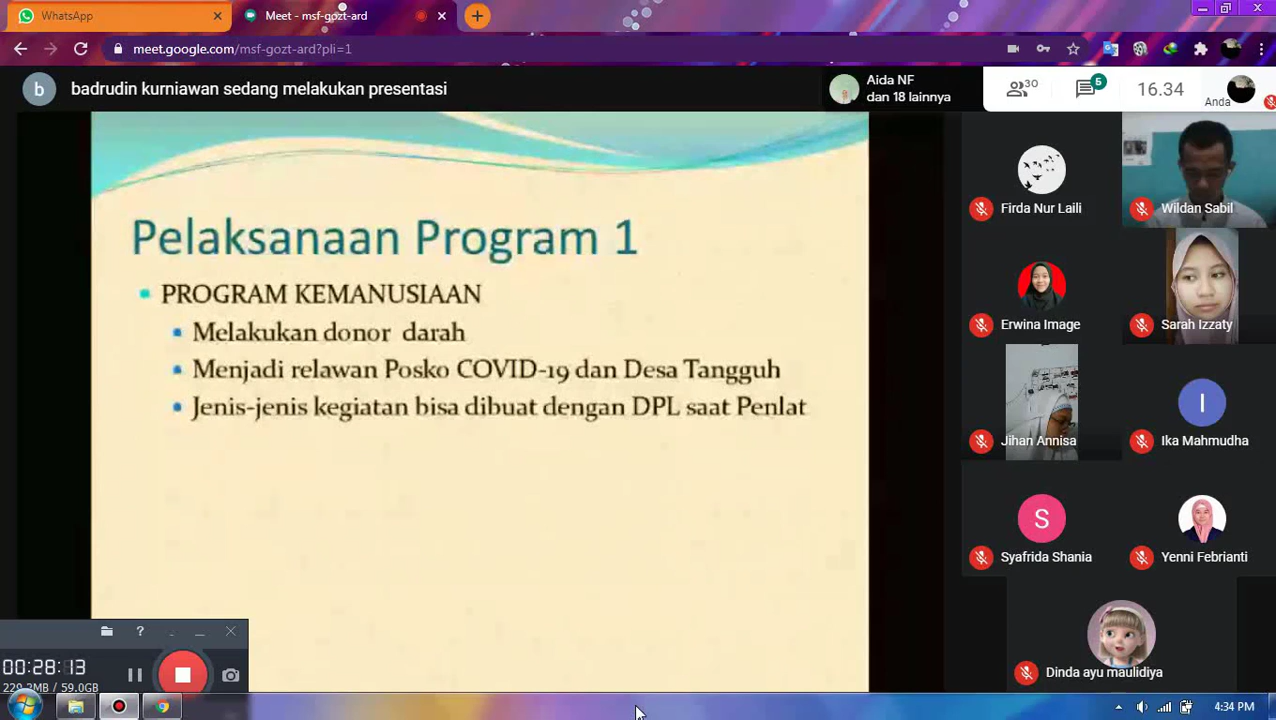 WhatsApp
Meet - msf-gozt-ard
meet.google.com/msf-gozt-ard?pli=1
b
badrudin kurniawan sedang melakukan presentasi
Aida NF
dan 18 lainnya
30
5
16.34
Anda
Pelaksanaan Program 1
PROGRAM KEMANUSIAAN
Melakukan donor darah
Menjadi relawan Posko COVID-19 dan Desa Tangguh
Jenis-jenis kegiatan bisa dibuat dengan DPL saat Penlat
Firda Nur Laili
Wildan Sabil
Erwina Image
Sarah Izzaty
Jihan Annisa
I
Ika Mahmudha
S
Syafrida Shania
Yenni Febrianti
Dinda ayu maulidiya
00:28:13
220.2MB / 59.0GB
4:34 PM